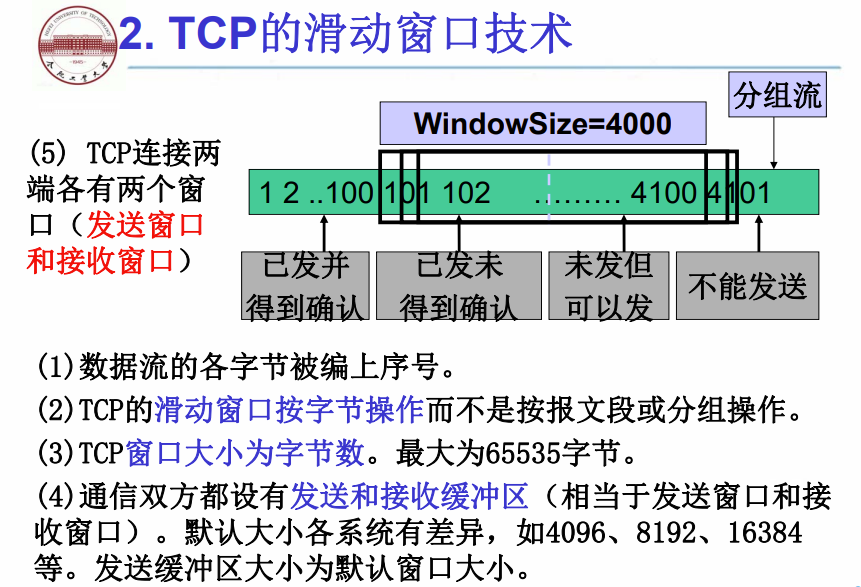 2. TCP的滑动窗口技术
分组流
WindowSize=4000
(5) TCP连接两
端各有两个窗
口（发送窗口
和接收窗口）
1 2 ..100 101 102 ……… 4100 4101
已发并
得到确认
已发未
得到确认
未发但
可以发
不能发送
(1)数据流的各字节被编上序号。
(2)TCP的滑动窗口按字节操作而不是按报文段或分组操作。
(3)TCP窗口大小为字节数。最大为65535字节。
(4)通信双方都设有发送和接收缓冲区（相当于发送窗口和接
收窗口）。默认大小各系统有差异，如4096、8192、16384
等。发送缓冲区大小为默认窗口大小。